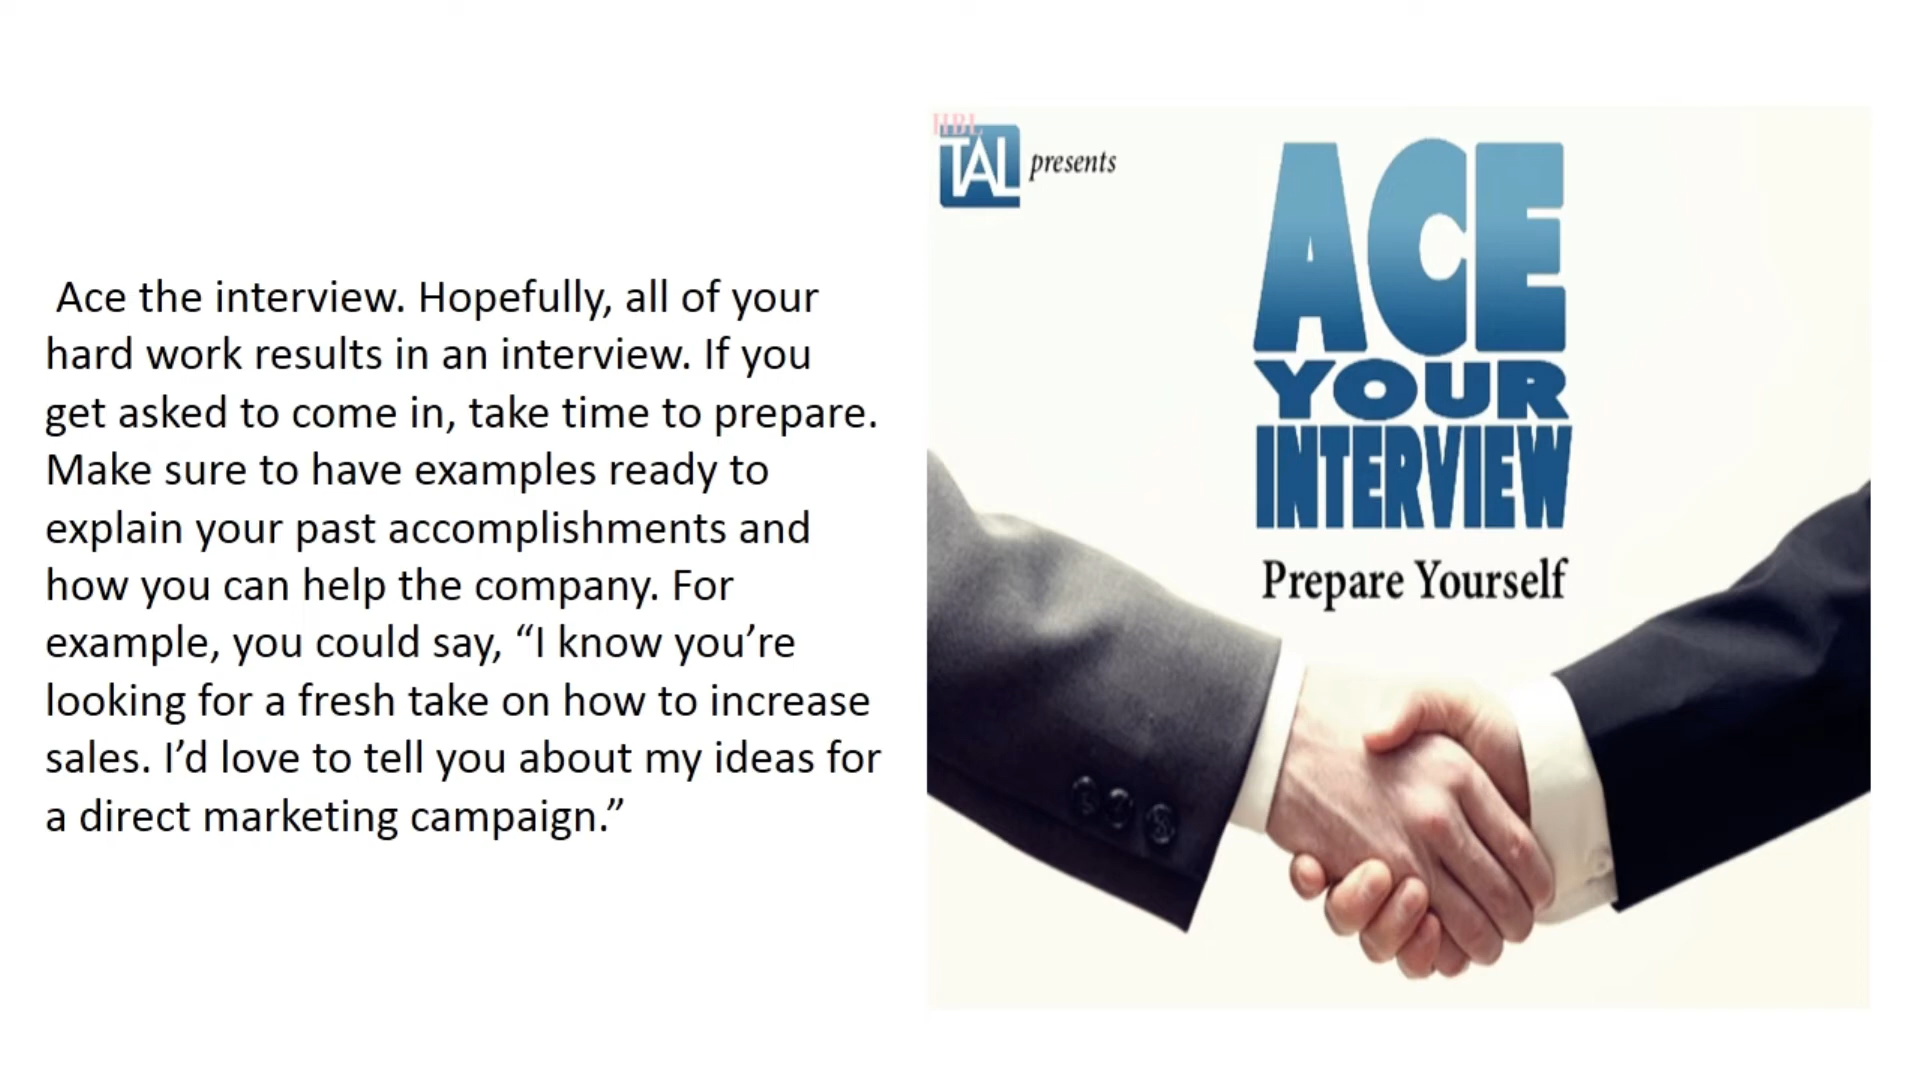 Ace the interview. Hopefully, all of your
hard work results in an interview. If you
get asked to come in, take time to prepare.
Make sure to have examples ready to
explain your past accomplishments and
how you can help the company. For
example, you could say, “I know you’re
looking for a fresh take on how to increase
sales. I’d love to tell you about my ideas for
a direct marketing campaign.”
HBL
TAL presents
ACE
YOUR
INTERVIEW
Prepare Yourself